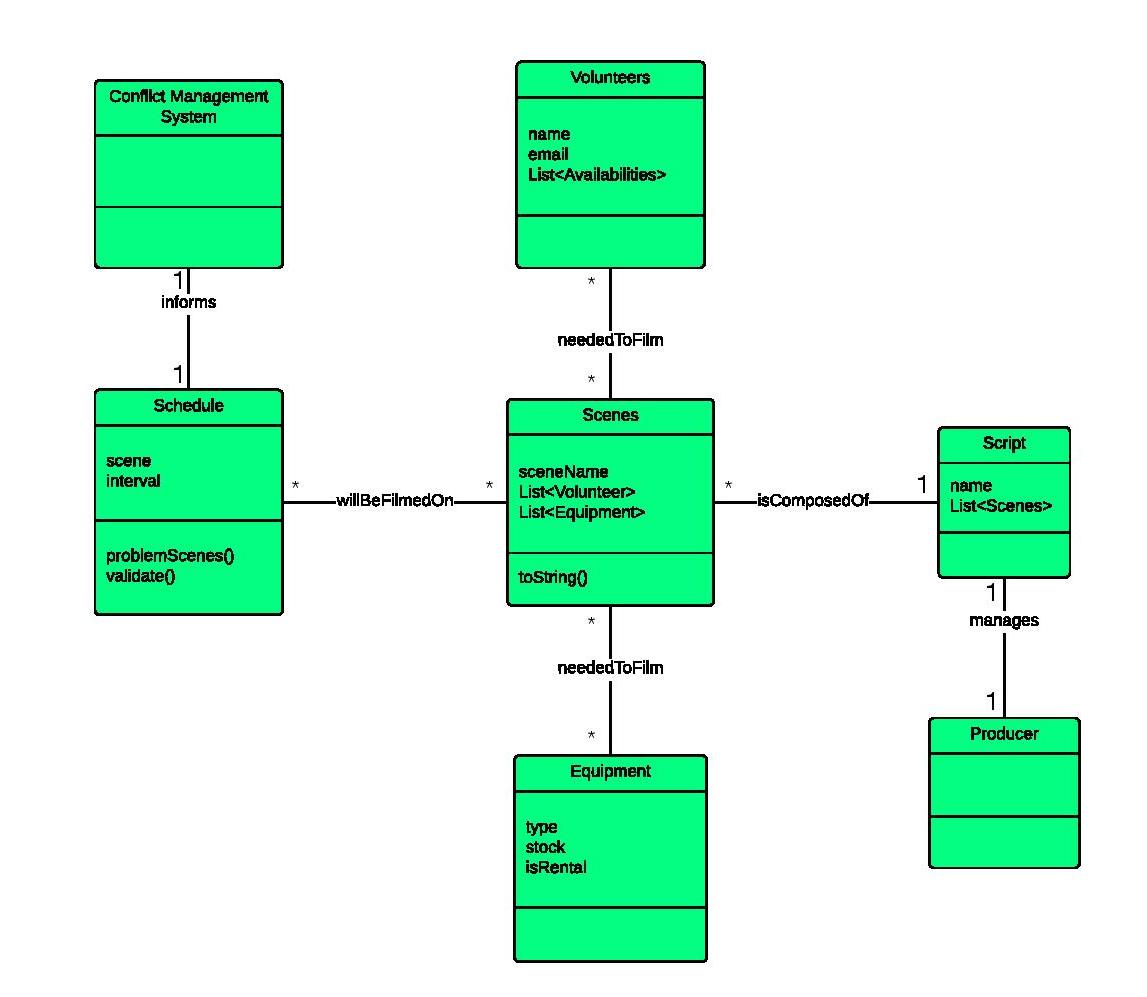 Conflict Management
System
1
informs
1
Schedule
scene
interval
problemScenes()
validate()
Volunteers
name
email
List<Availabilities>
*
neededToFilm
*
Scenes
sceneName
List<Volunteer>
List<Equipment>
toString()
* willBeFilmedOn *
* isComposedOf 1
Script
name
List<Scenes>
1
manages
1
Producer
*
neededToFilm
*
Equipment
type
stock
isRental